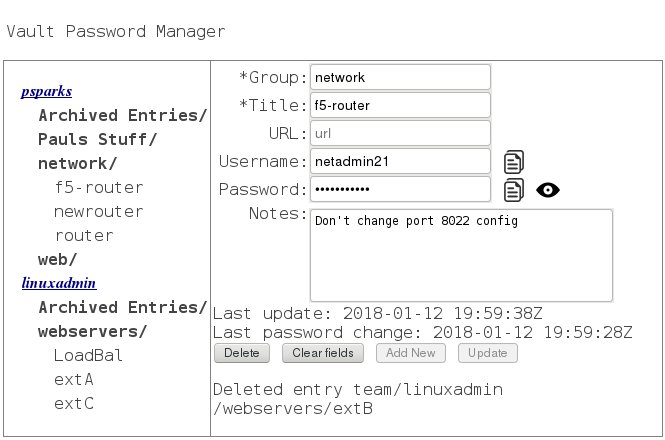 Vault Password Manager
psparks
Archived Entries/
Pauls Stuff/
network/
f5-router
newrouter
router
web/
linuxadmin
Archived Entries/
webservers/
LoadBal
extA
extC
*Group: network
*Title: f5-router
URL: url
Username: netadmin21
Password: •••••••••••
Notes: Don't change port 8022 config
Last update: 2018-01-12 19:59:38Z
Last password change: 2018-01-12 19:59:28Z
Delete Clear fields Add New Update
Deleted entry team/linuxadmin
/webservers/extB